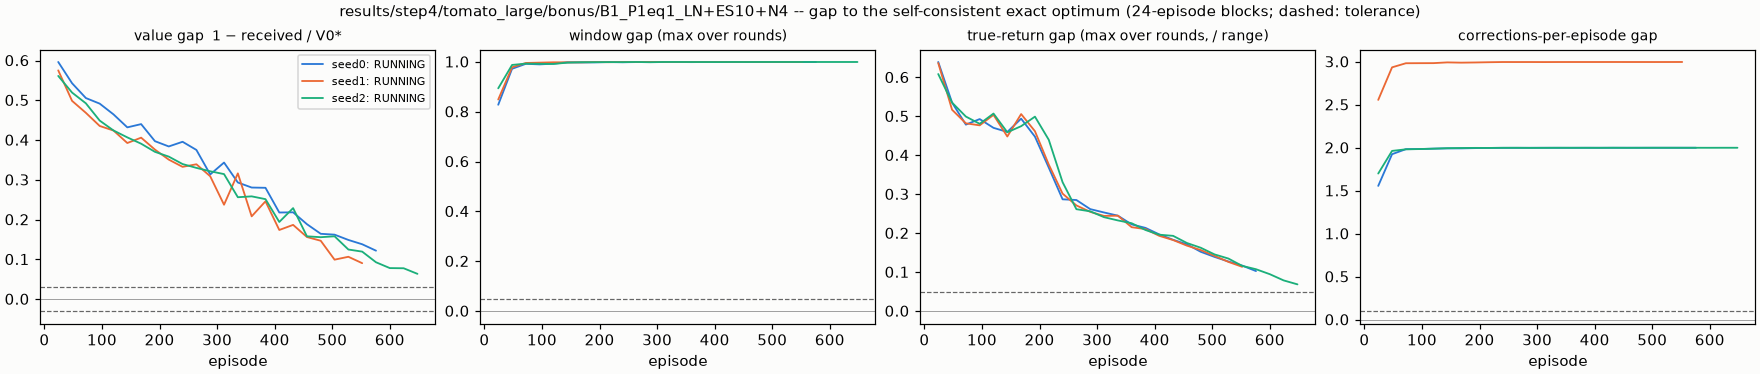 results/step4/tomato_large/bonus/B1_P1eq1_LN+ES10+N4 -- gap to the self-consistent exact optimum (24-episode blocks; dashed: tolerance)
value gap 1 − received / V0*
0.6
0.5
0.4
0.3
0.2
0.1
0.0
seed0: RUNNING
seed1: RUNNING
seed2: RUNNING
0 100 200 300 400 500 600
episode
window gap (max over rounds)
1.0
0.8
0.6
0.4
0.2
0.0
0 100 200 300 400 500 600
episode
true-return gap (max over rounds, / range)
0.6
0.5
0.4
0.3
0.2
0.1
0.0
0 100 200 300 400 500 600
episode
corrections-per-episode gap
3.0
2.5
2.0
1.5
1.0
0.5
0.0
0 100 200 300 400 500 600
episode